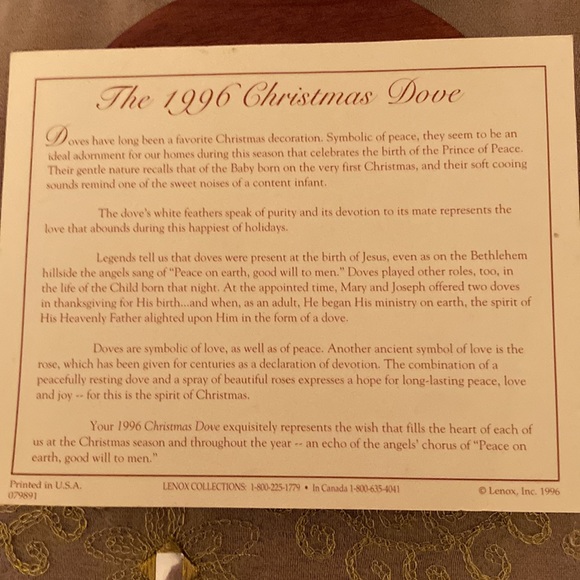 The 1996 Christmas Dove
Doves have long been a favorite Christmas decoration. Symbolic of peace, they seem to be an
ideal adornment for our homes during this season that celebrates the birth of the Prince of Peace.
Their gentle nature recalls that of the Baby born on the very first Christmas, and their soft cooing
sounds remind one of the sweet noises of a content infant.
The dove's white feathers speak of purity and its devotion to its mate represents the
love that abounds during this happiest of holidays.
Legends tell us that doves were present at the birth of Jesus, even as on the Bethlehem
hillside the angels sang of "Peace on earth, good will to men." Doves played other roles, too, in
the life of the Child born that night. At the appointed time, Mary and Joseph offered two doves
in thanksgiving for His birth...and when, as an adult, He began His ministry on earth, the spirit of
His Heavenly Father alighted upon Him in the form of a dove.
Doves are symbolic of love, as well as of peace. Another ancient symbol of love is the
rose, which has been given for centuries as a declaration of devotion. The combination of a
peacefully resting dove and a spray of beautiful roses expresses a hope for long-lasting peace, love
and joy -- for this is the spirit of Christmas.
Your 1996 Christmas Dove exquisitely represents the wish that fills the heart of each of
us at the Christmas season and throughout the year -- an echo of the angels' chorus of "Peace on
earth, good will to men."
Printed in U.S.A. LENOX COLLECTIONS: 1-800-225-1779 • In Canada 1-800-635-4041 © Lenox, Inc. 1996
079891